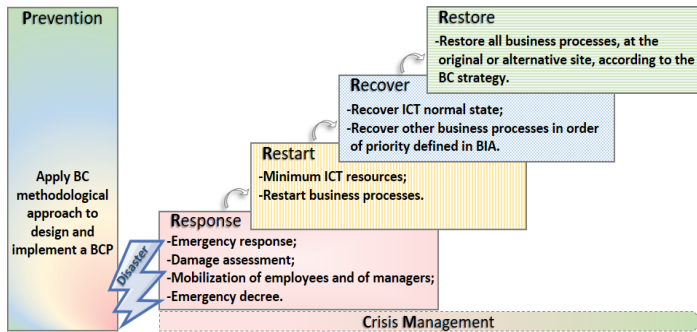 Prevention
Apply BC
methodological
approach to
design and
implement a BCP
Disaster
Response
-Emergency response;
-Damage assessment;
-Mobilization of employees and of managers;
-Emergency decree.
Restart
-Minimum ICT resources;
-Restart business processes.
Recover
-Recover ICT normal state;
-Recover other business processes in order
of priority defined in BIA.
Restore
-Restore all business processes, at the
original or alternative site, according to the
BC strategy.
Crisis Management